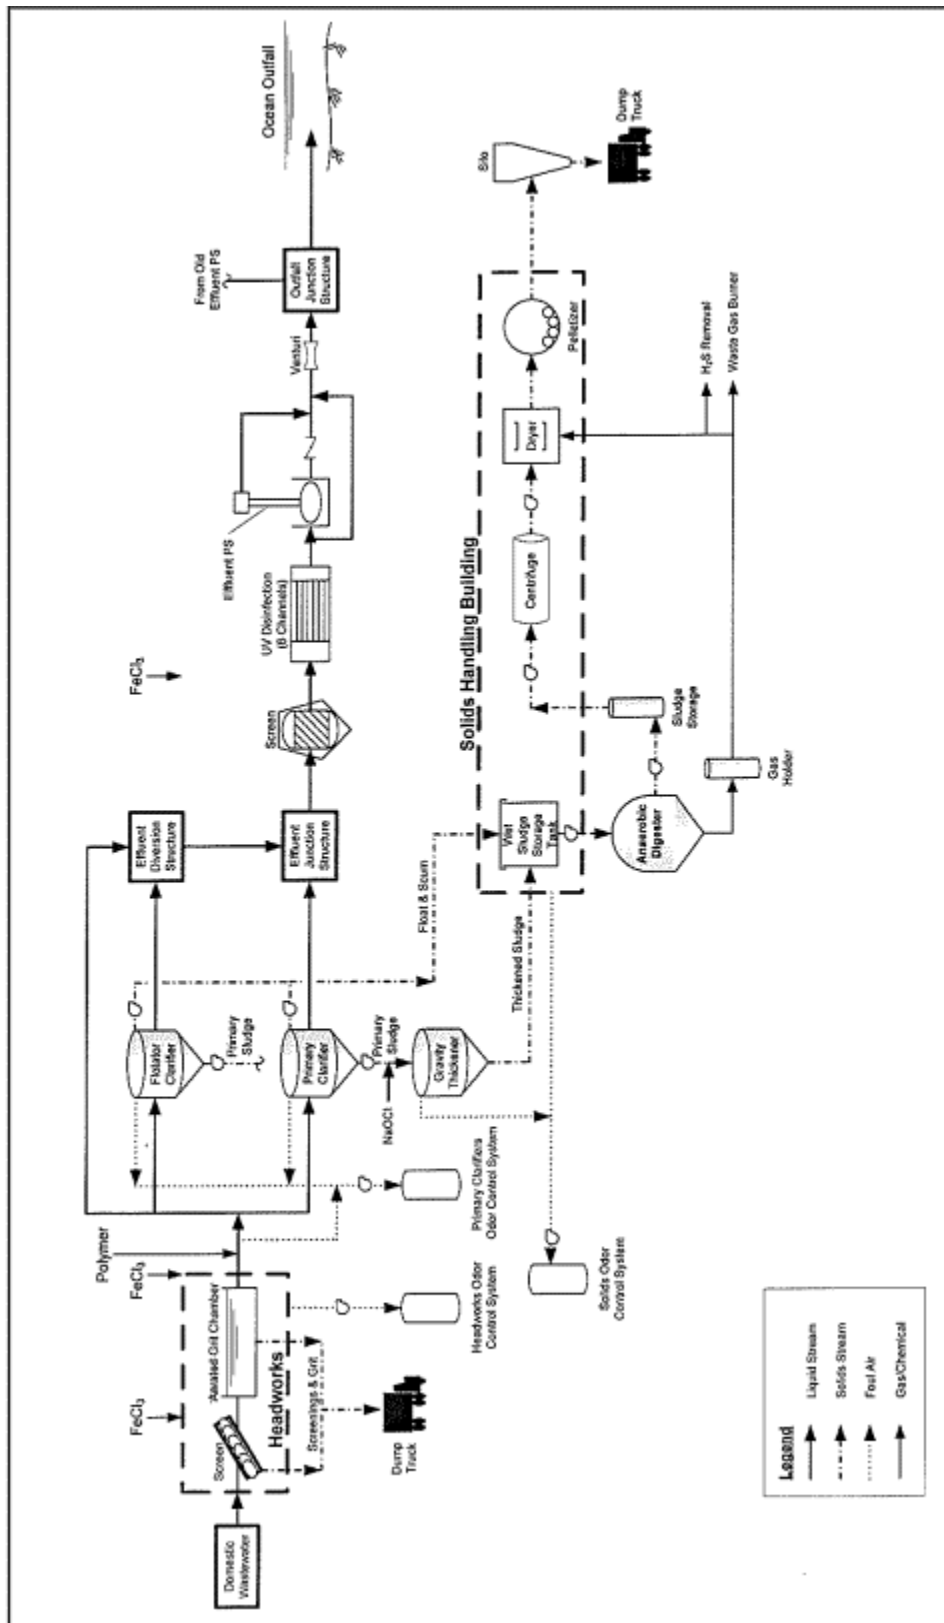 Domestic
Wastewater
Screen
Aerated Grit Chamber
Headworks
FeCl₃
FeCl₃
Polymer
Screenings & Grit
Dump
Truck
Headworks Odor
Control System
Primary Clarifiers
Odor Control System
Flotator
Clarifier
Primary
Sludge
Primary
Clarifier
Primary
Sludge
NaOCl
Gravity
Thickener
Effluent
Diversion
Structure
Effluent
Junction
Structure
FeCl₃
Screen
UV Disinfection
(8 Channels)
Effluent PS
Venturi
From Old
Effluent PS
Outfall
Junction
Structure
Ocean Outfall
Float & Scum
Thickened Sludge
Solids Odor
Control System
Solids Handling Building
Wet
Sludge
Storage
Tank
Anaerobic
Digester
Sludge
Storage
Gas
Holder
Centrifuge
Dryer
Pelletizer
H₂S Removal
Waste Gas Burner
Silo
Dump
Truck
Legend
Liquid Stream
Solids Stream
Foul Air
Gas/Chemical